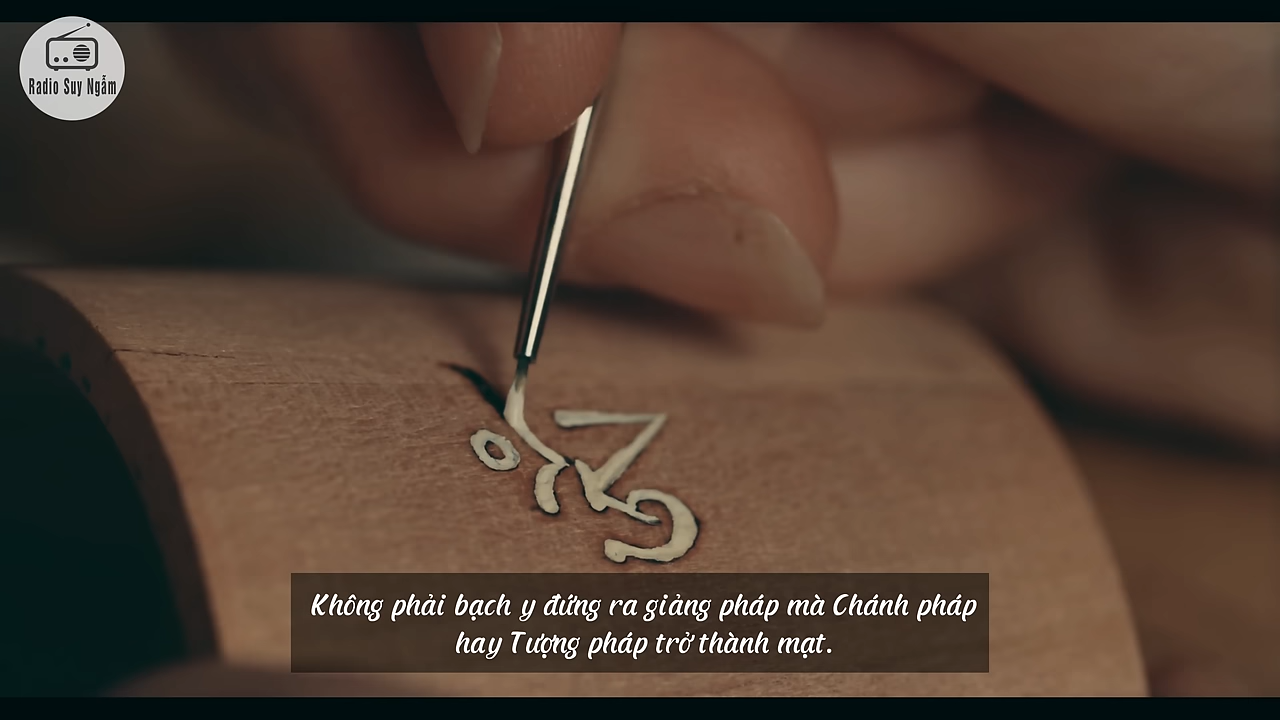 Radio Suy Ngẫm
Không phải bạch y đứng ra giảng pháp mà Chánh pháp
hay Tượng pháp trở thành mạt.